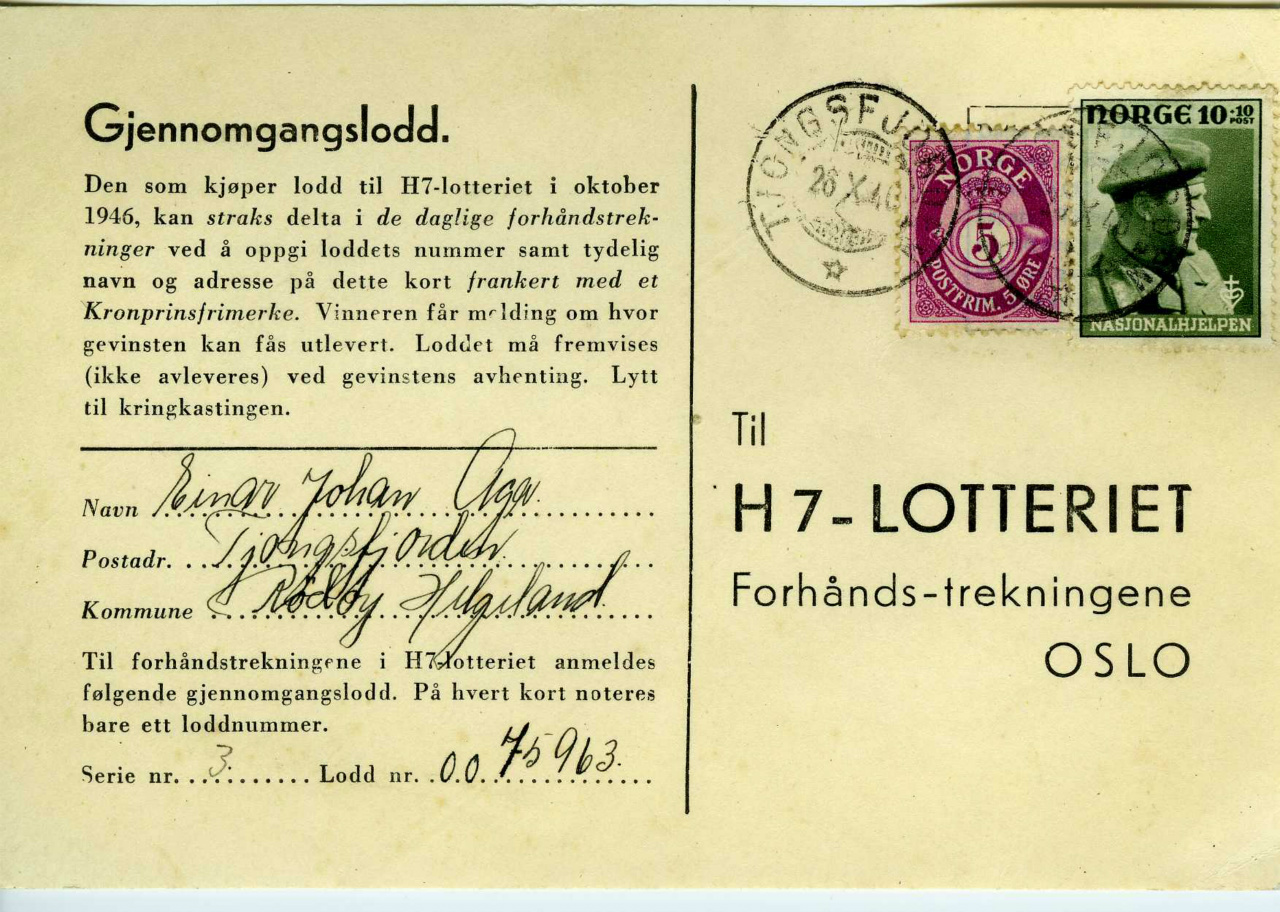 Gjennomgangslodd.
Den som kjøper lodd til H7-lotteriet i oktober
1946, kan straks delta i de daglige forhåndstrek-
ninger ved å oppgi loddets nummer samt tydelig
navn og adresse på dette kort frankert med et
Kronprinsfrimerke. Vinneren får melding om hvor
gevinsten kan fås utlevert. Loddet må fremvises
(ikke avleveres) ved gevinstens avhenting. Lytt
til kringkastingen.
Navn Einar Johan Aga.
Postadr. Tjongsfjorden.
Kommune Rødøy Helgeland.
Til forhåndstrekningene i H7-lotteriet anmeldes
følgende gjennomgangslodd. På hvert kort noteres
bare ett loddnummer.
Serie nr. 3. Lodd nr. 0075963.
TJONGSFJORD
26 X 46
NORGE
5
POSTFRIM. 5 ØRE
NORGE 10+10
POST
NASJONALHJELPEN
Til
H7-LOTTERIET
Forhånds-trekningene
OSLO